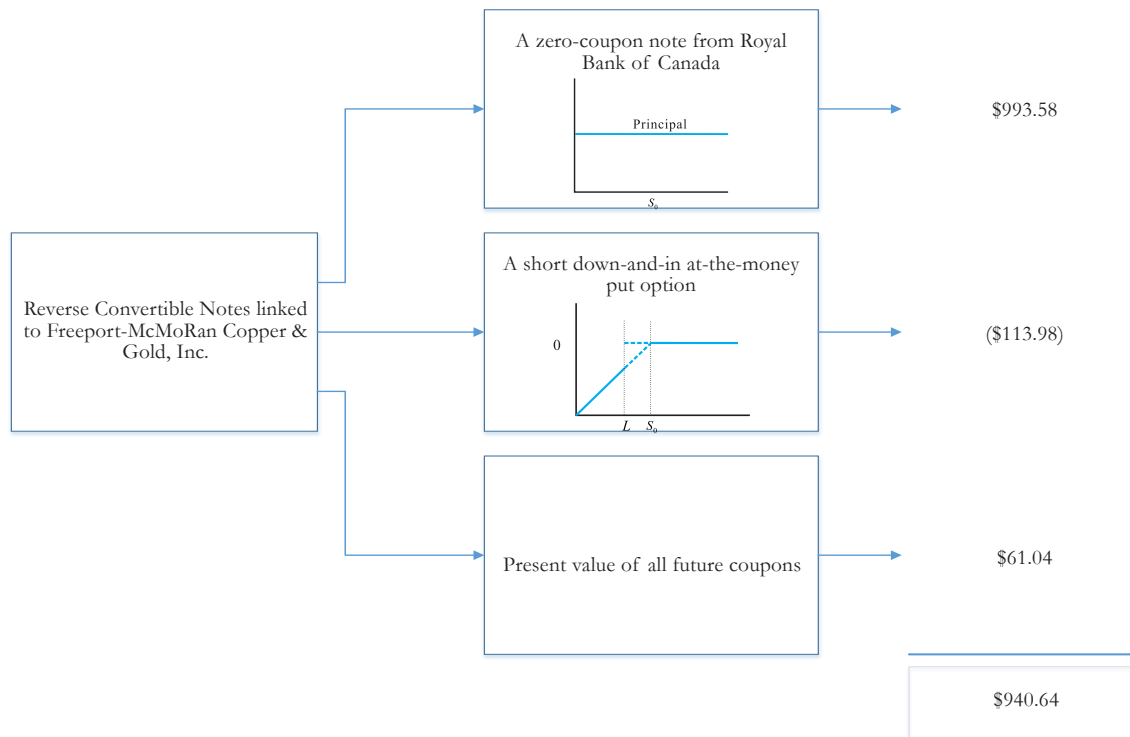 A zero-coupon note from Royal
Bank of Canada
Principal
S₀
$993.58
Reverse Convertible Notes linked
to Freeport-McMoRan Copper &
Gold, Inc.
A short down-and-in at-the-money
put option
0
L S₀
($113.98)
Present value of all future coupons
$61.04
$940.64